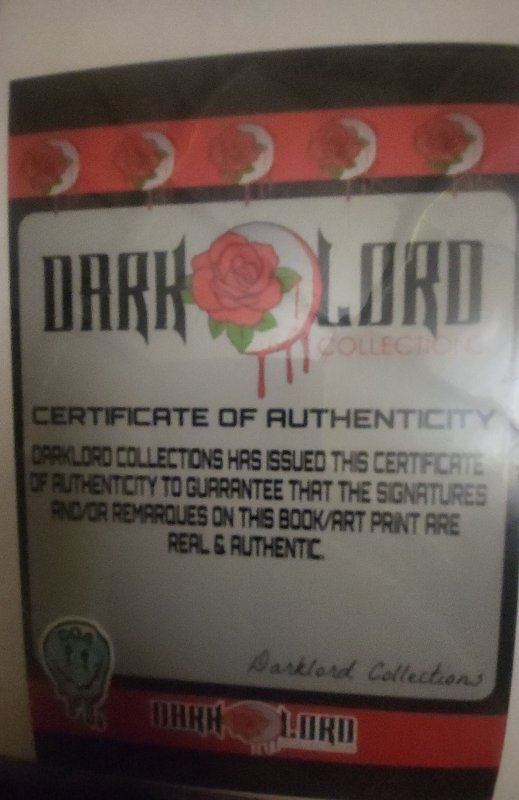 DARK LORD
COLLECTIONS
CERTIFICATE OF AUTHENTICITY
DARKLORD COLLECTIONS HAS ISSUED THIS CERTIFICATE
OF AUTHENTICITY TO GUARANTEE THAT THE SIGNATURES
AND/OR REMARQUES ON THIS BOOK/ART PRINT ARE
REAL & AUTHENTIC.
COA
Darklord Collections
DARK LORD